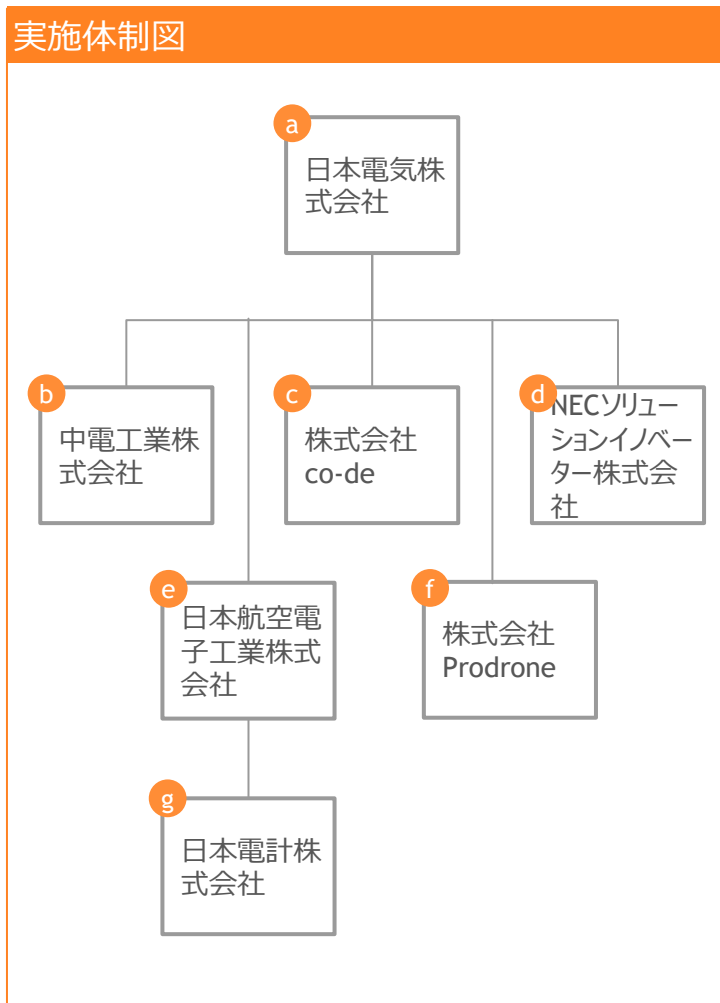 実施体制図
a
日本電気株
式会社
b
中電工業株
式会社
c
株式会社
co-de
d
NECソリュー
ションイノベー
ター株式会
社
e
日本航空電
子工業株式
会社
f
株式会社
Prodrone
g
日本電計株
式会社